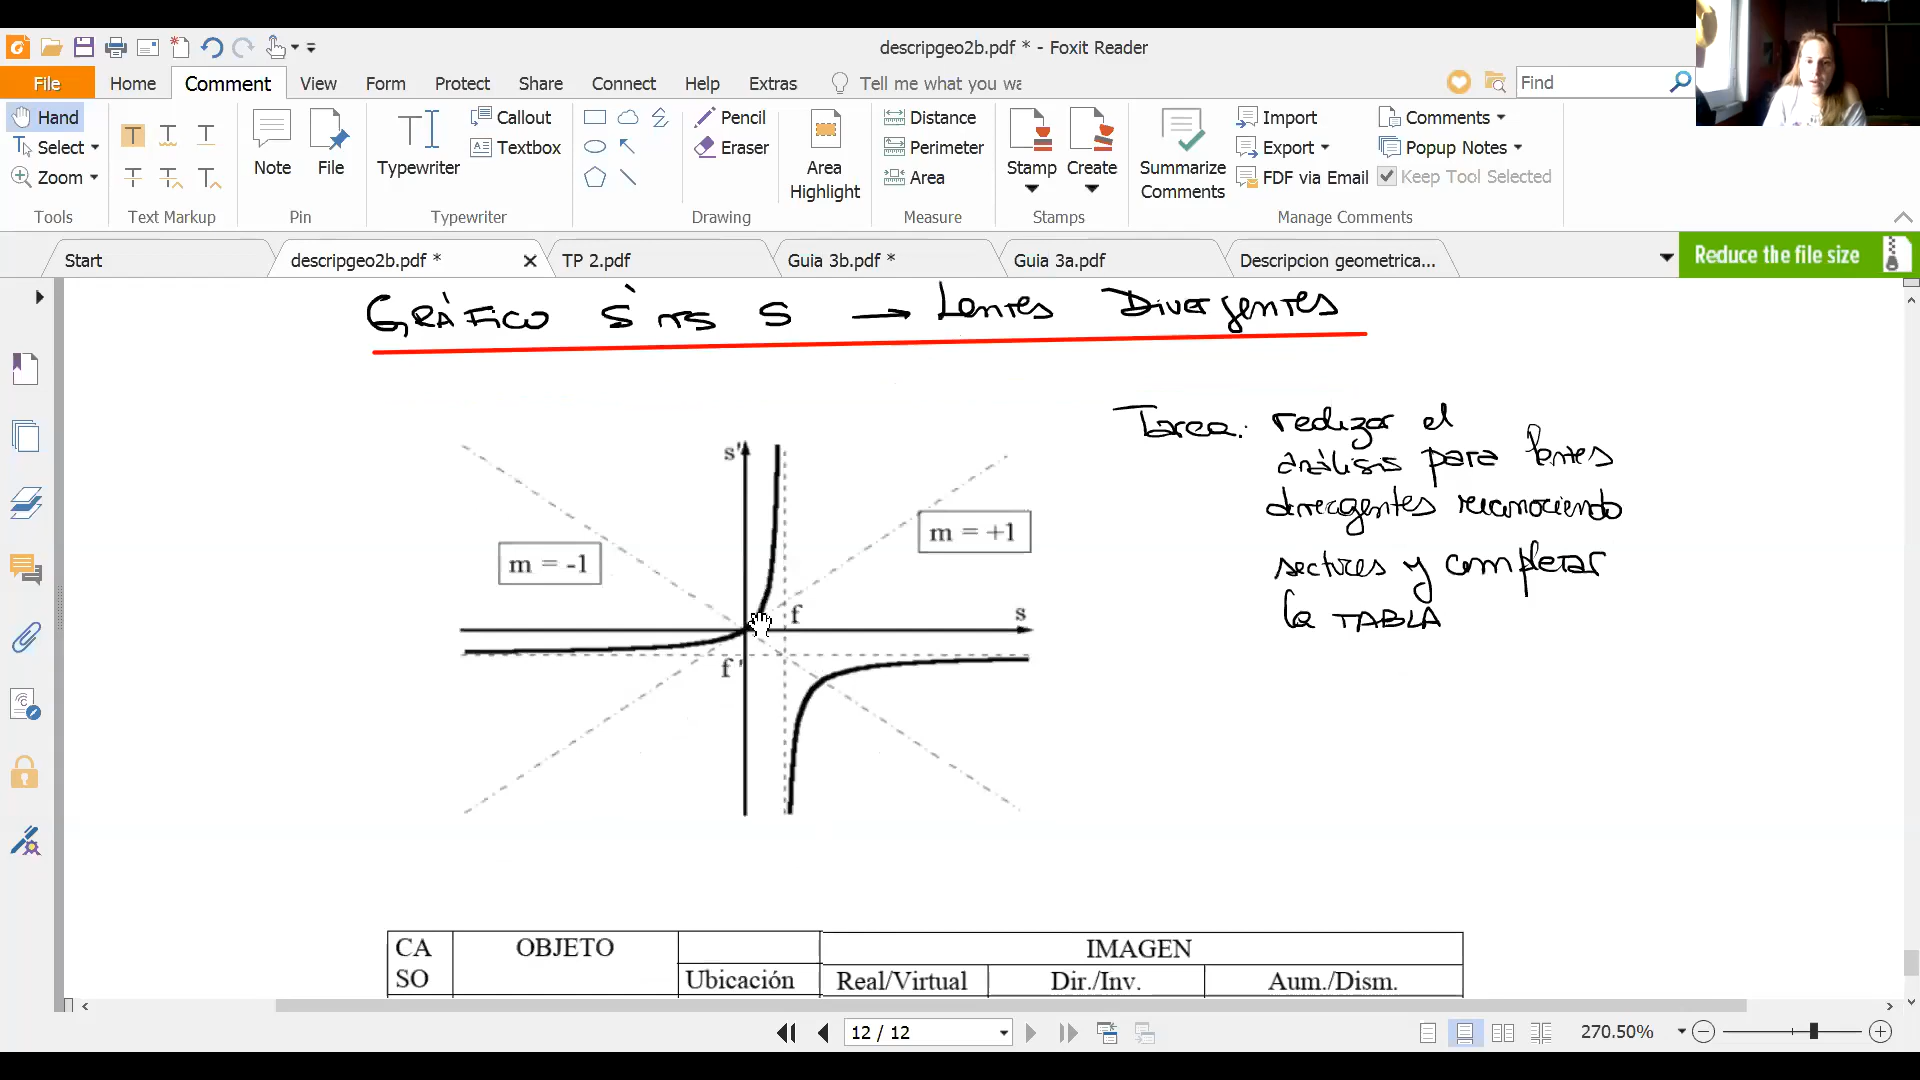 descripgeo2b.pdf * - Foxit Reader
File Home Comment View Form Protect Share Connect Help Extras Tell me what you wa Find
Hand
Select
Zoom
Note File Typewriter Callout Textbox Pencil Eraser Area Highlight
Distance
Perimeter
Area
Stamp Create Summarize Comments
Import Comments
Export Popup Notes
FDF via Email Keep Tool Selected
Tools Text Markup Pin Typewriter Drawing Measure Stamps Manage Comments
Start descripgeo2b.pdf * TP 2.pdf Guia 3b.pdf * Guia 3a.pdf Descripcion geometrica... Reduce the file size
GRÁFICO S' vs S → Lentes Divergentes
Tarea: realizar el
análisis para lentes
divergentes reconociendo
sectores y completar
la TABLA
s'
m = +1
m = -1
f
s
f'
CA
SO
OBJETO
IMAGEN
Ubicación Real/Virtual Dir./Inv. Aum./Dism.
12 / 12
270.50%